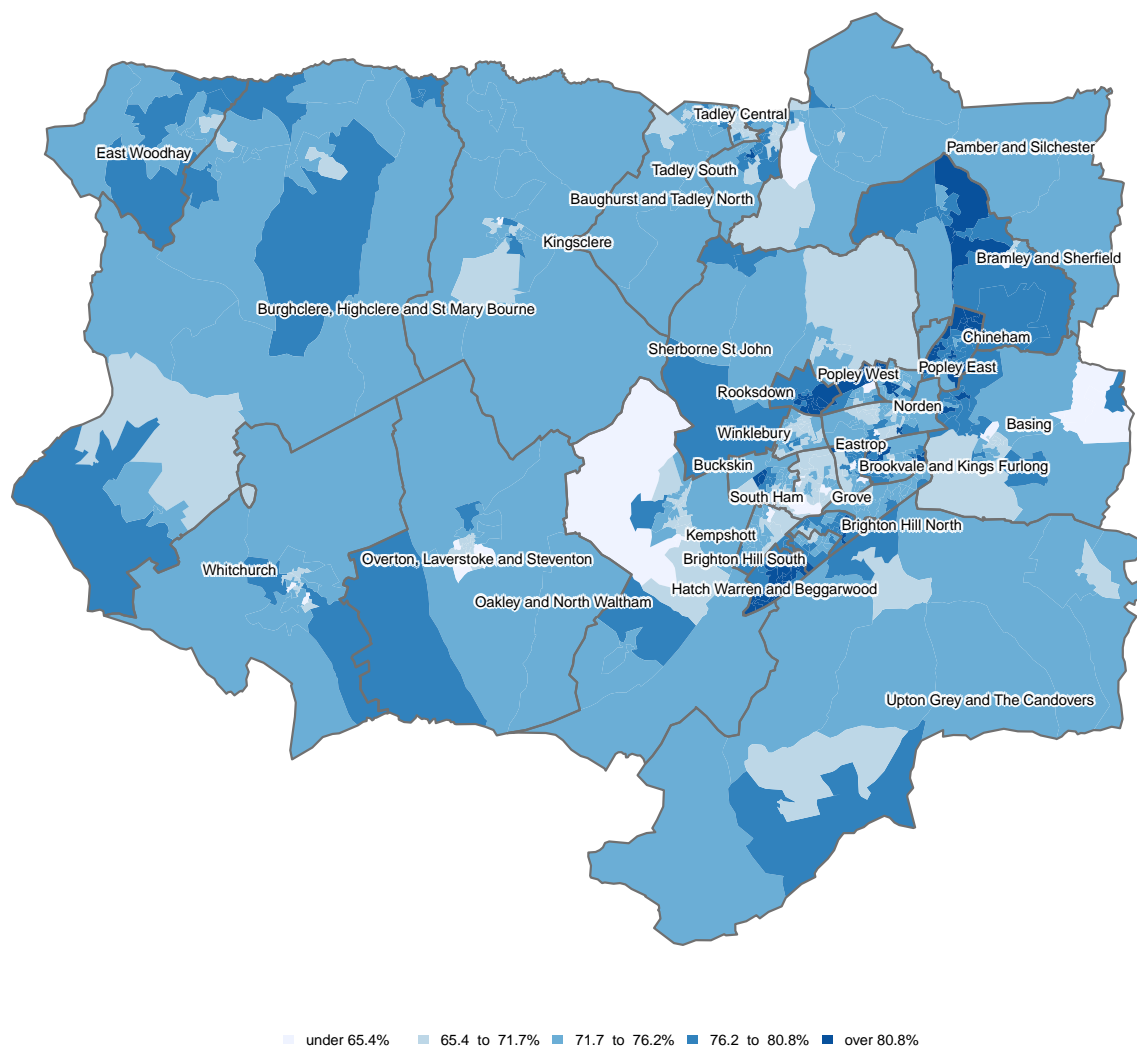 Tadley Central
Pamber and Silchester
East Woodhay
Tadley South
Baughurst and Tadley North
Kingsclere
Bramley and Sherfield
Burghclere, Highclere and St Mary Bourne
Chineham
Sherborne St John
Popley East
Popley West
Rooksdown
Norden
Basing
Winklebury
Eastrop
Buckskin
Brookvale and Kings Furlong
South Ham
Grove
Brighton Hill North
Kempshott
Overton, Laverstoke and Steventon
Brighton Hill South
Whitchurch
Hatch Warren and Beggarwood
Oakley and North Waltham
Upton Grey and The Candovers
under 65.4% 65.4 to 71.7% 71.7 to 76.2% 76.2 to 80.8% over 80.8%